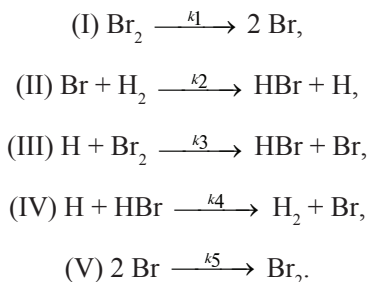 (I) Br₂ —k1→ 2 Br,
(II) Br + H₂ —k2→ HBr + H,
(III) H + Br₂ —k3→ HBr + Br,
(IV) H + HBr —k4→ H₂ + Br,
(V) 2 Br —k5→ Br₂.